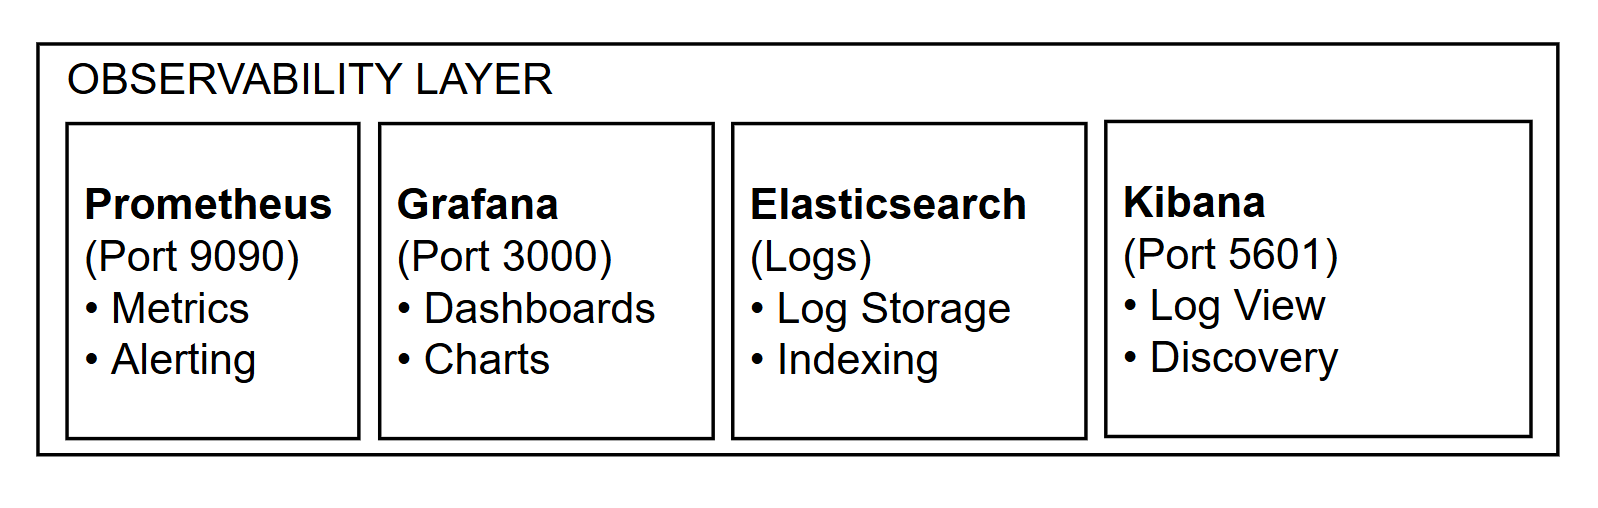 OBSERVABILITY LAYER
Prometheus
(Port 9090)
• Metrics
• Alerting
Grafana
(Port 3000)
• Dashboards
• Charts
Elasticsearch
(Logs)
• Log Storage
• Indexing
Kibana
(Port 5601)
• Log View
• Discovery